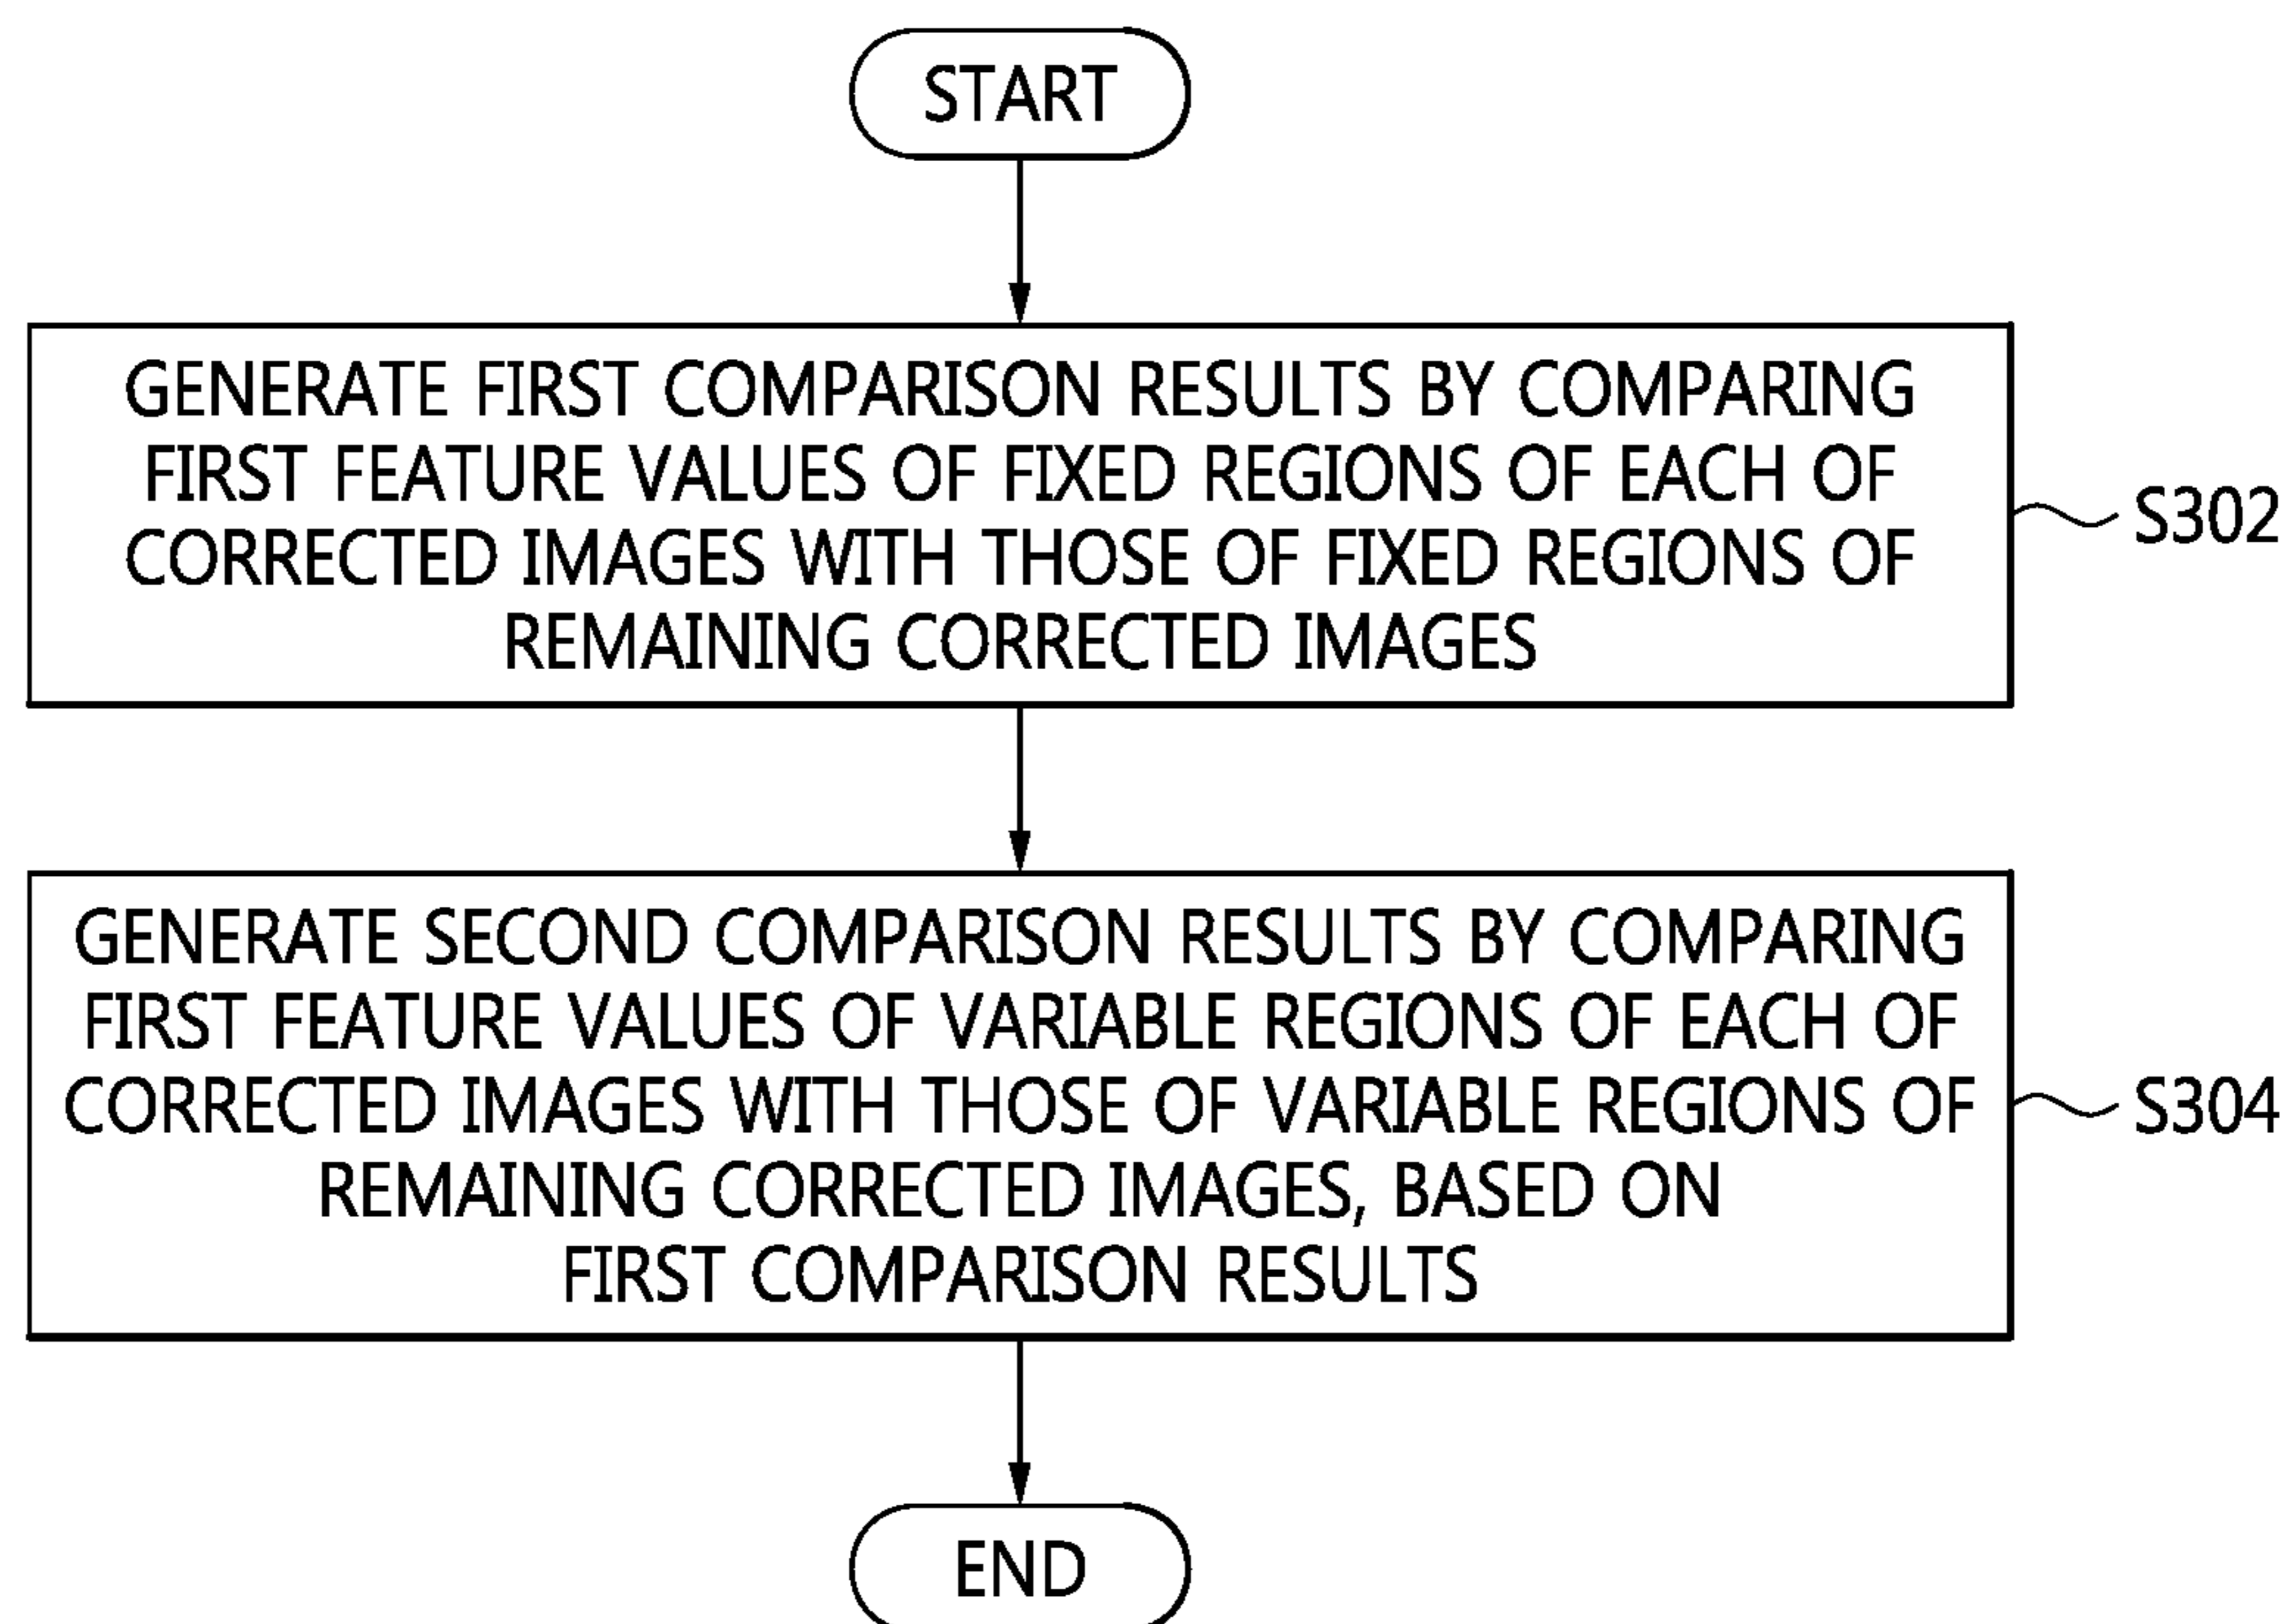 START
GENERATE FIRST COMPARISON RESULTS BY COMPARING
FIRST FEATURE VALUES OF FIXED REGIONS OF EACH OF
CORRECTED IMAGES WITH THOSE OF FIXED REGIONS OF
REMAINING CORRECTED IMAGES
S302
GENERATE SECOND COMPARISON RESULTS BY COMPARING
FIRST FEATURE VALUES OF VARIABLE REGIONS OF EACH OF
CORRECTED IMAGES WITH THOSE OF VARIABLE REGIONS OF
REMAINING CORRECTED IMAGES, BASED ON
FIRST COMPARISON RESULTS
S304
END